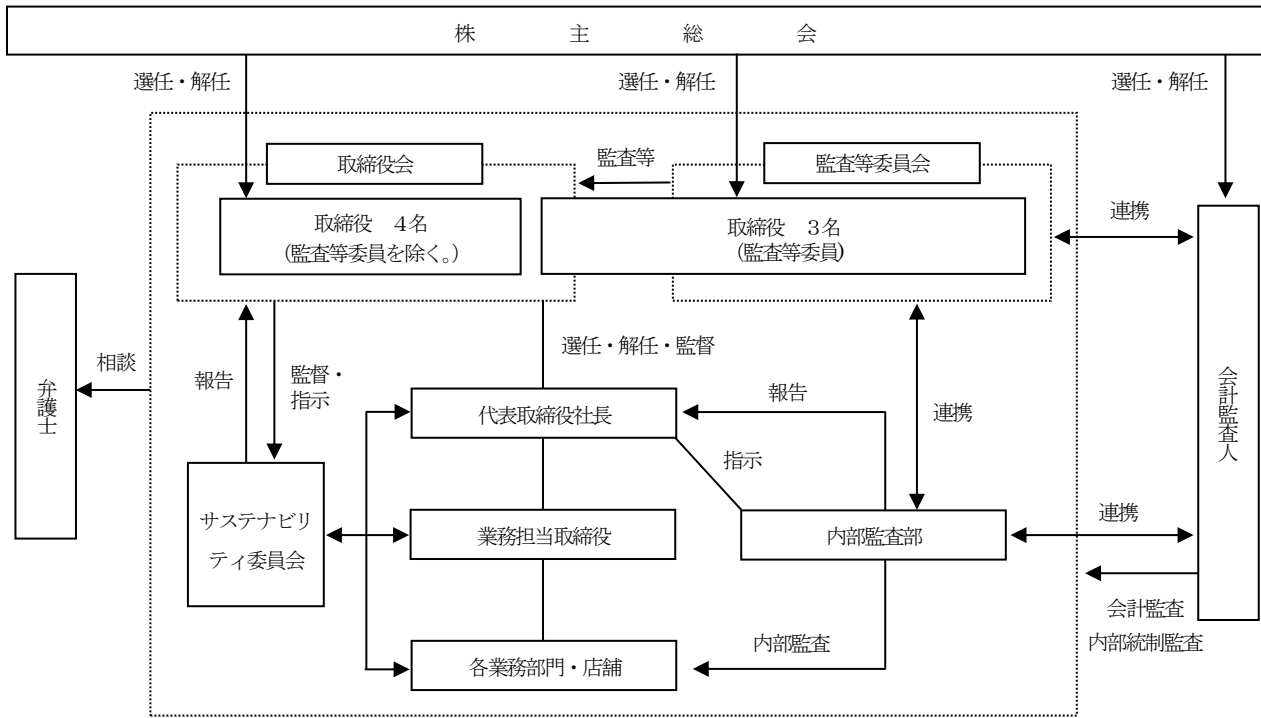 株主総会
選任・解任
選任・解任
選任・解任
取締役会
監査等
監査等委員会
取締役 4名
(監査等委員を除く。)
取締役 3名
(監査等委員)
連携
弁護士
相談
報告
監督・
指示
選任・解任・監督
代表取締役社長
報告
指示
連携
会計監査人
サステナビリ
ティ委員会
業務担当取締役
内部監査部
連携
会計監査
内部統制監査
各業務部門・店舗
内部監査